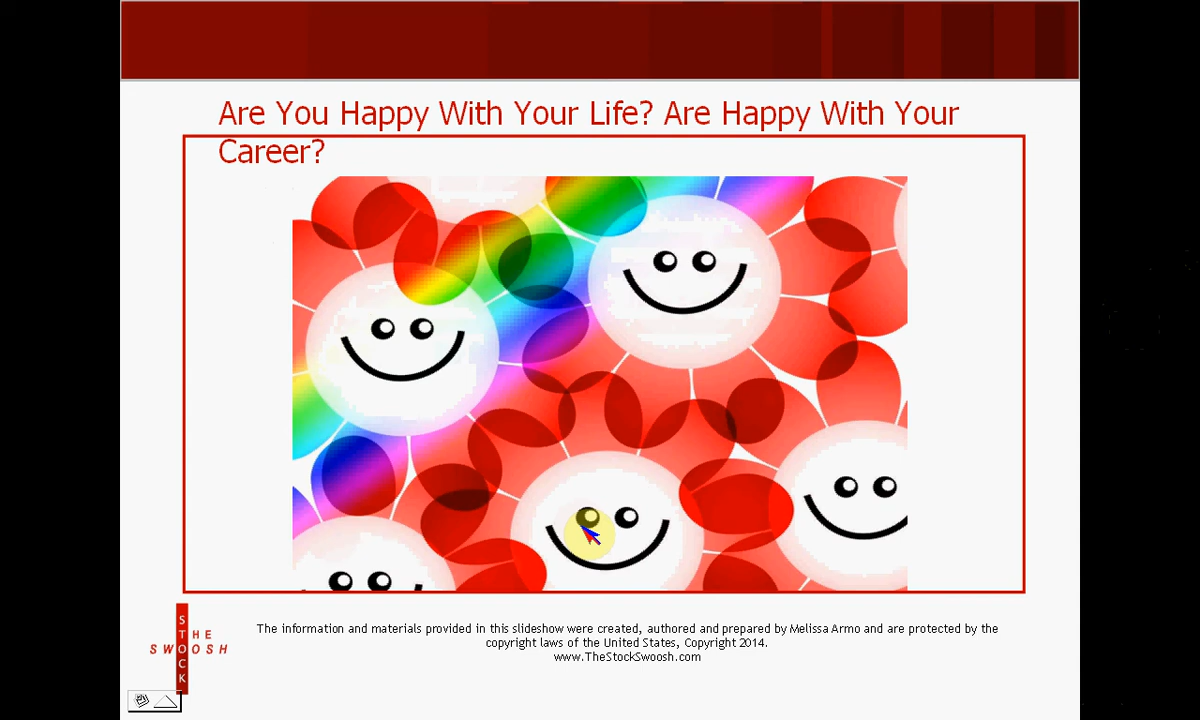 Are You Happy With Your Life? Are Happy With Your
Career?
THE
SWOOSH
STOCK
The information and materials provided in this slideshow were created, authored and prepared by Melissa Armo and are protected by the
copyright laws of the United States, Copyright 2014.
www.TheStockSwoosh.com